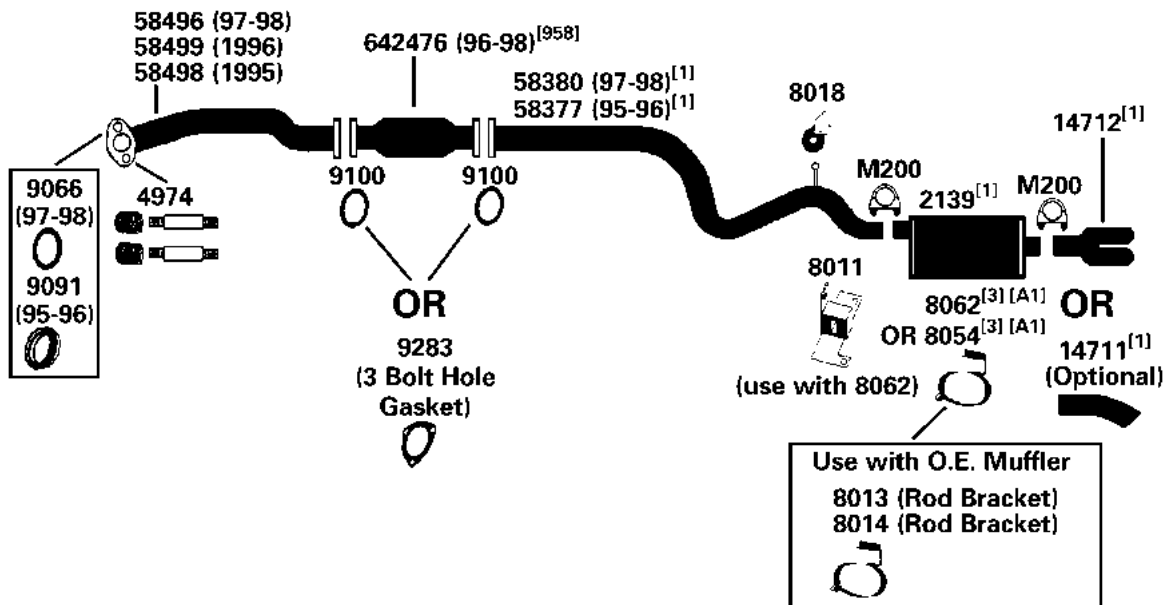 58496 (97-98)
58499 (1996)
58498 (1995)
642476 (96-98)[958]
58380 (97-98)[1]
58377 (95-96)[1]
8018
14712[1]
9066
(97-98)
9091
(95-96)
4974
9100
9100
M200
2139[1]
M200
OR
9283
(3 Bolt Hole
Gasket)
8011
(use with 8062)
8062[3] [A1]
OR 8054[3] [A1]
OR
14711[1]
(Optional)
Use with O.E. Muffler
8013 (Rod Bracket)
8014 (Rod Bracket)